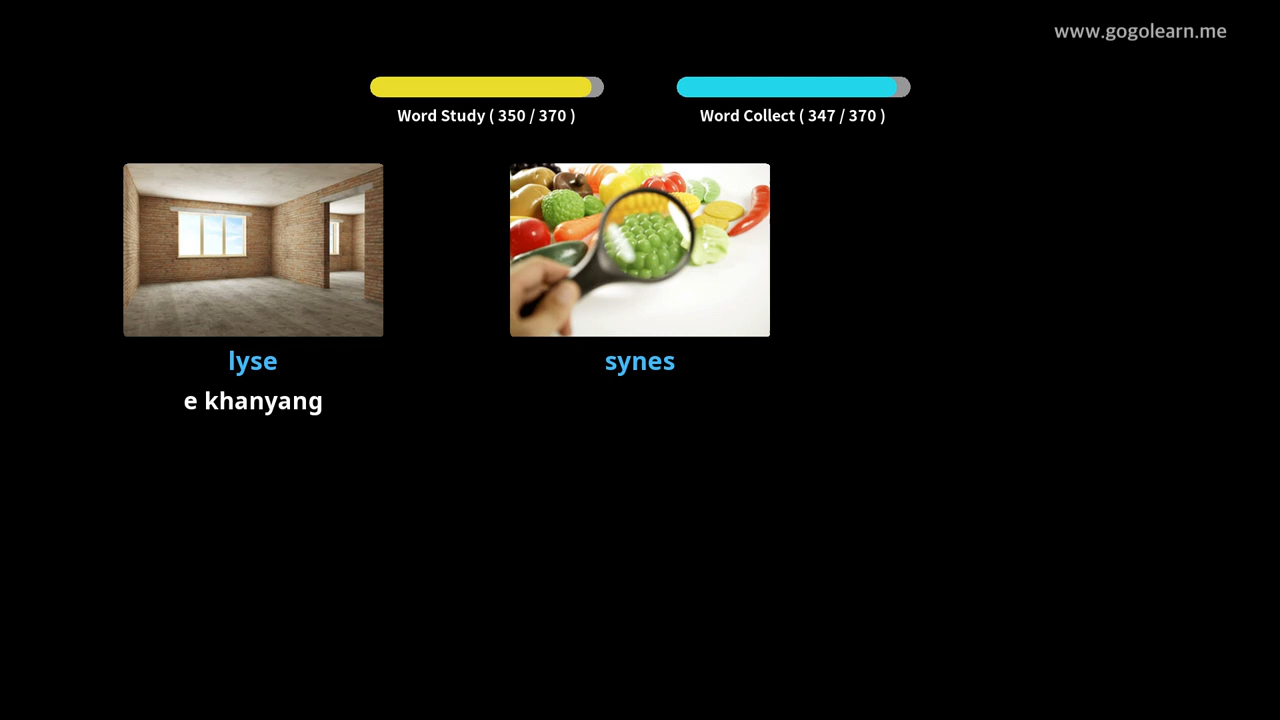 www.gogolearn.me
Word Study ( 350 / 370 )
Word Collect ( 347 / 370 )
lyse
synes
e khanyang